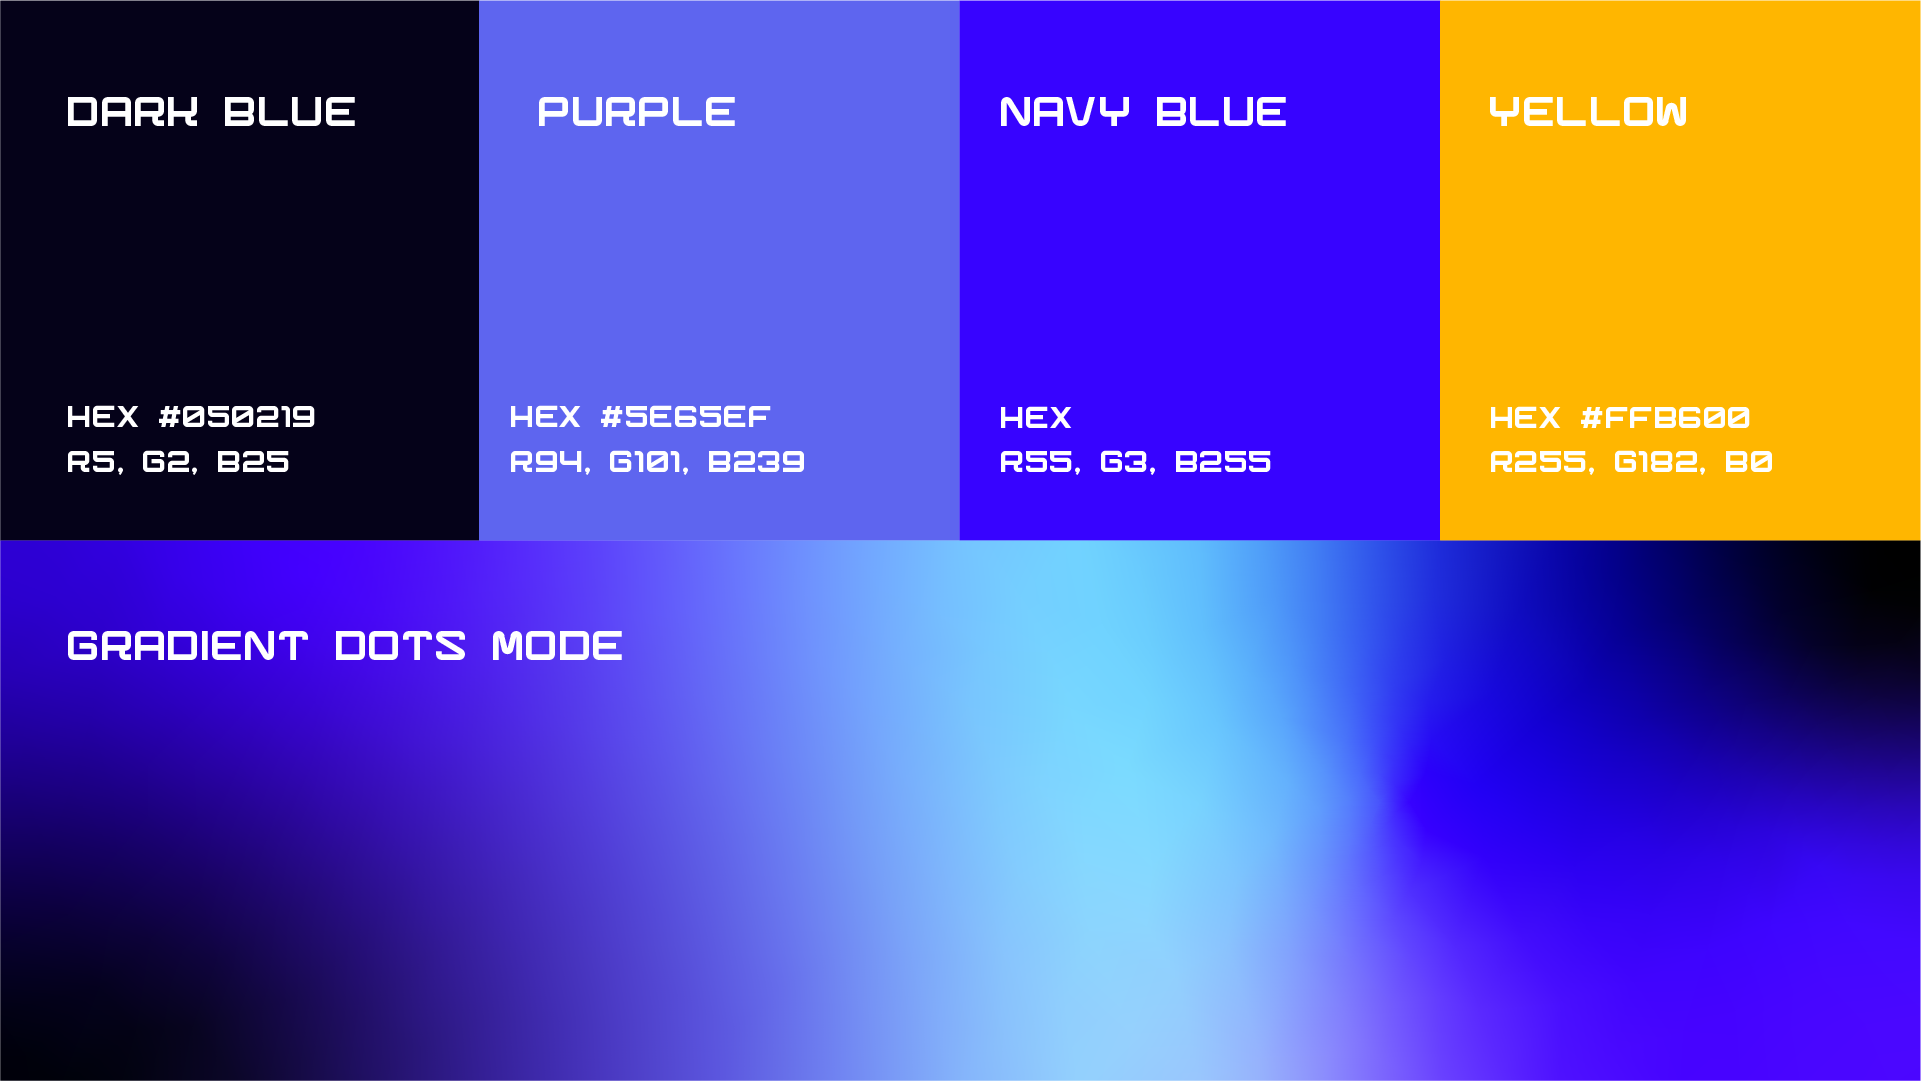 DARK BLUE
HEX #050219
R5, G2, B25
PURPLE
HEX #5E65EF
R94, G101, B239
NAVY BLUE
HEX
R55, G3, B255
YELLOW
HEX #FFB600
R255, G182, B0
GRADIENT DOTS MODE